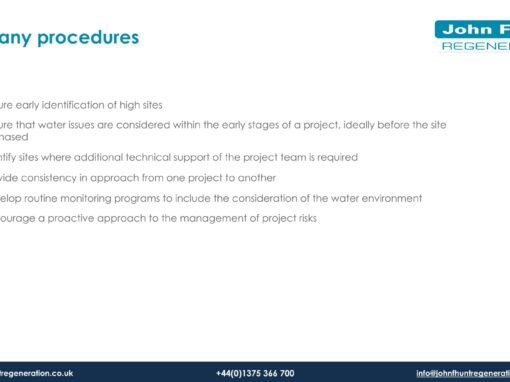 any procedures
John F
REGENER
ure early identification of high sites
ure that water issues are considered within the early stages of a project, ideally before the site
hased
ntify sites where additional technical support of the project team is required
vide consistency in approach from one project to another
elop routine monitoring programs to include the consideration of the water environment
ourage a proactive approach to the management of project risks
tregeneration.co.uk
+44(0)1375 366 700
info@johnfhuntregenerati